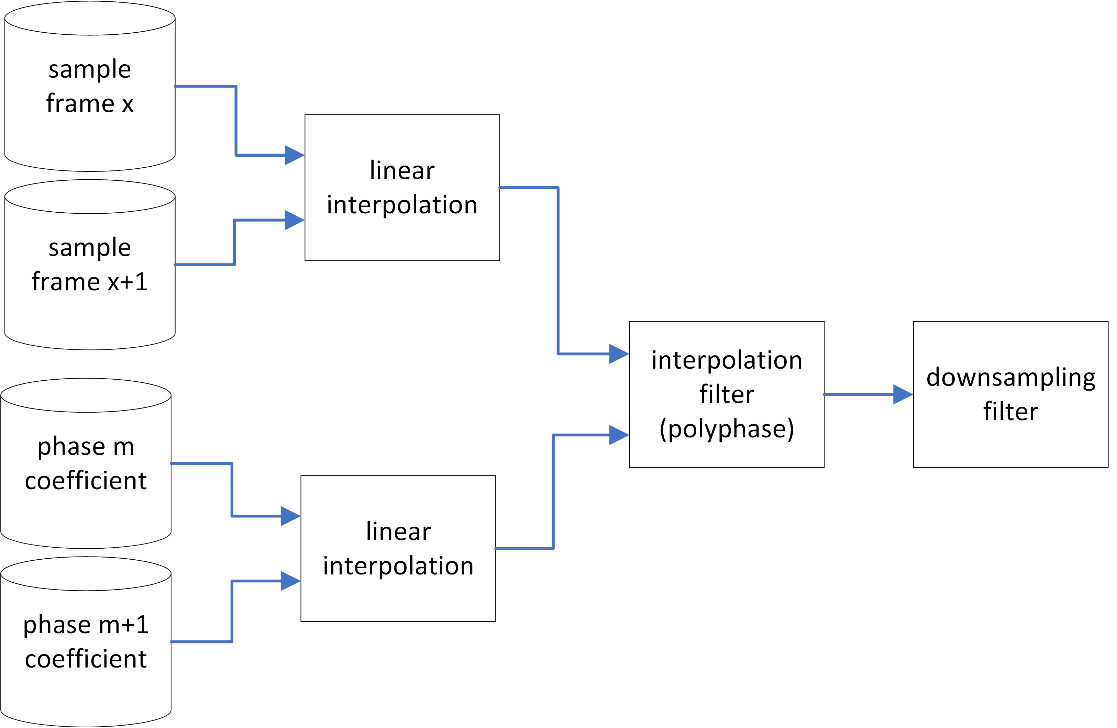 sample
frame x
sample
frame x+1
linear
interpolation
interpolation
filter
(polyphase)
downsampling
filter
phase m
coefficient
phase m+1
coefficient
linear
interpolation